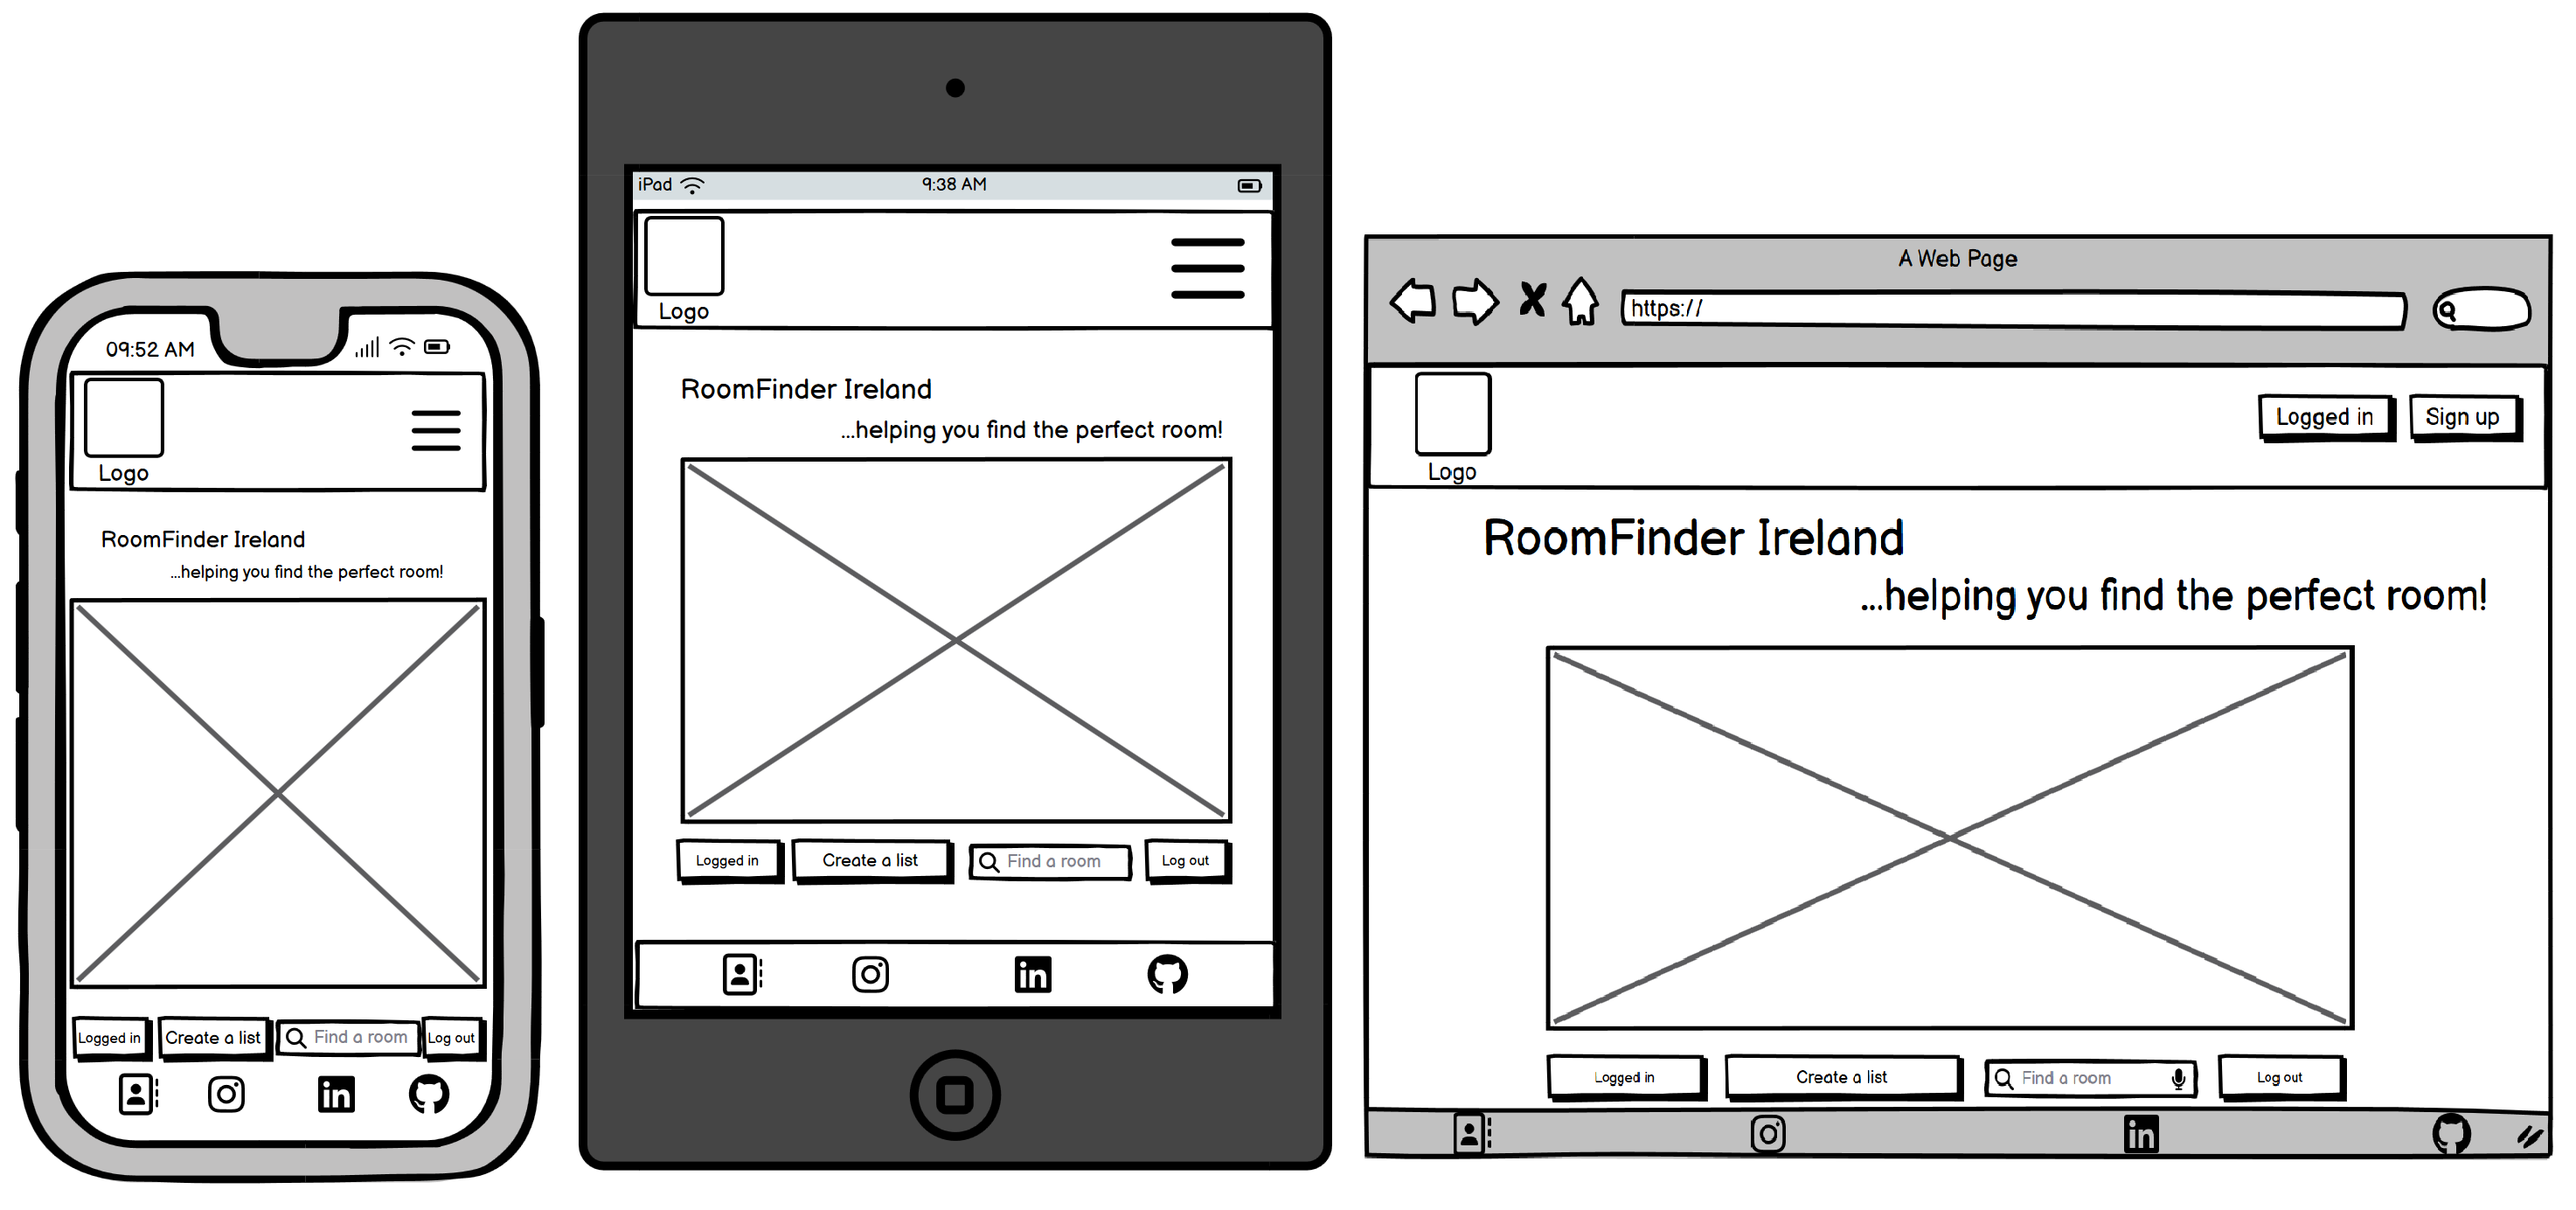 09:52 AM
Logo
RoomFinder Ireland
...helping you find the perfect room!
Logged in
Create a list
Find a room
Log out
in
iPad
9:38 AM
Logo
RoomFinder Ireland
...helping you find the perfect room!
Logged in
Create a list
Find a room
Log out
in
A Web Page
https://
Logo
Logged in
Sign up
RoomFinder Ireland
...helping you find the perfect room!
Logged in
Create a list
Find a room
Log out
in